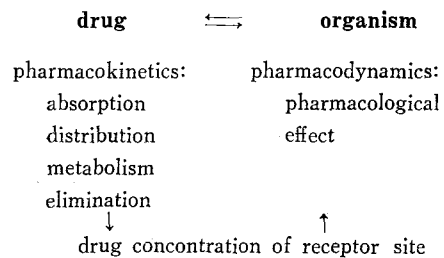 drug ⇌ organism
pharmacokinetics: pharmacodynamics:
absorption pharmacological
distribution effect
metabolism
elimination
↓ ↑
drug concentration of receptor site